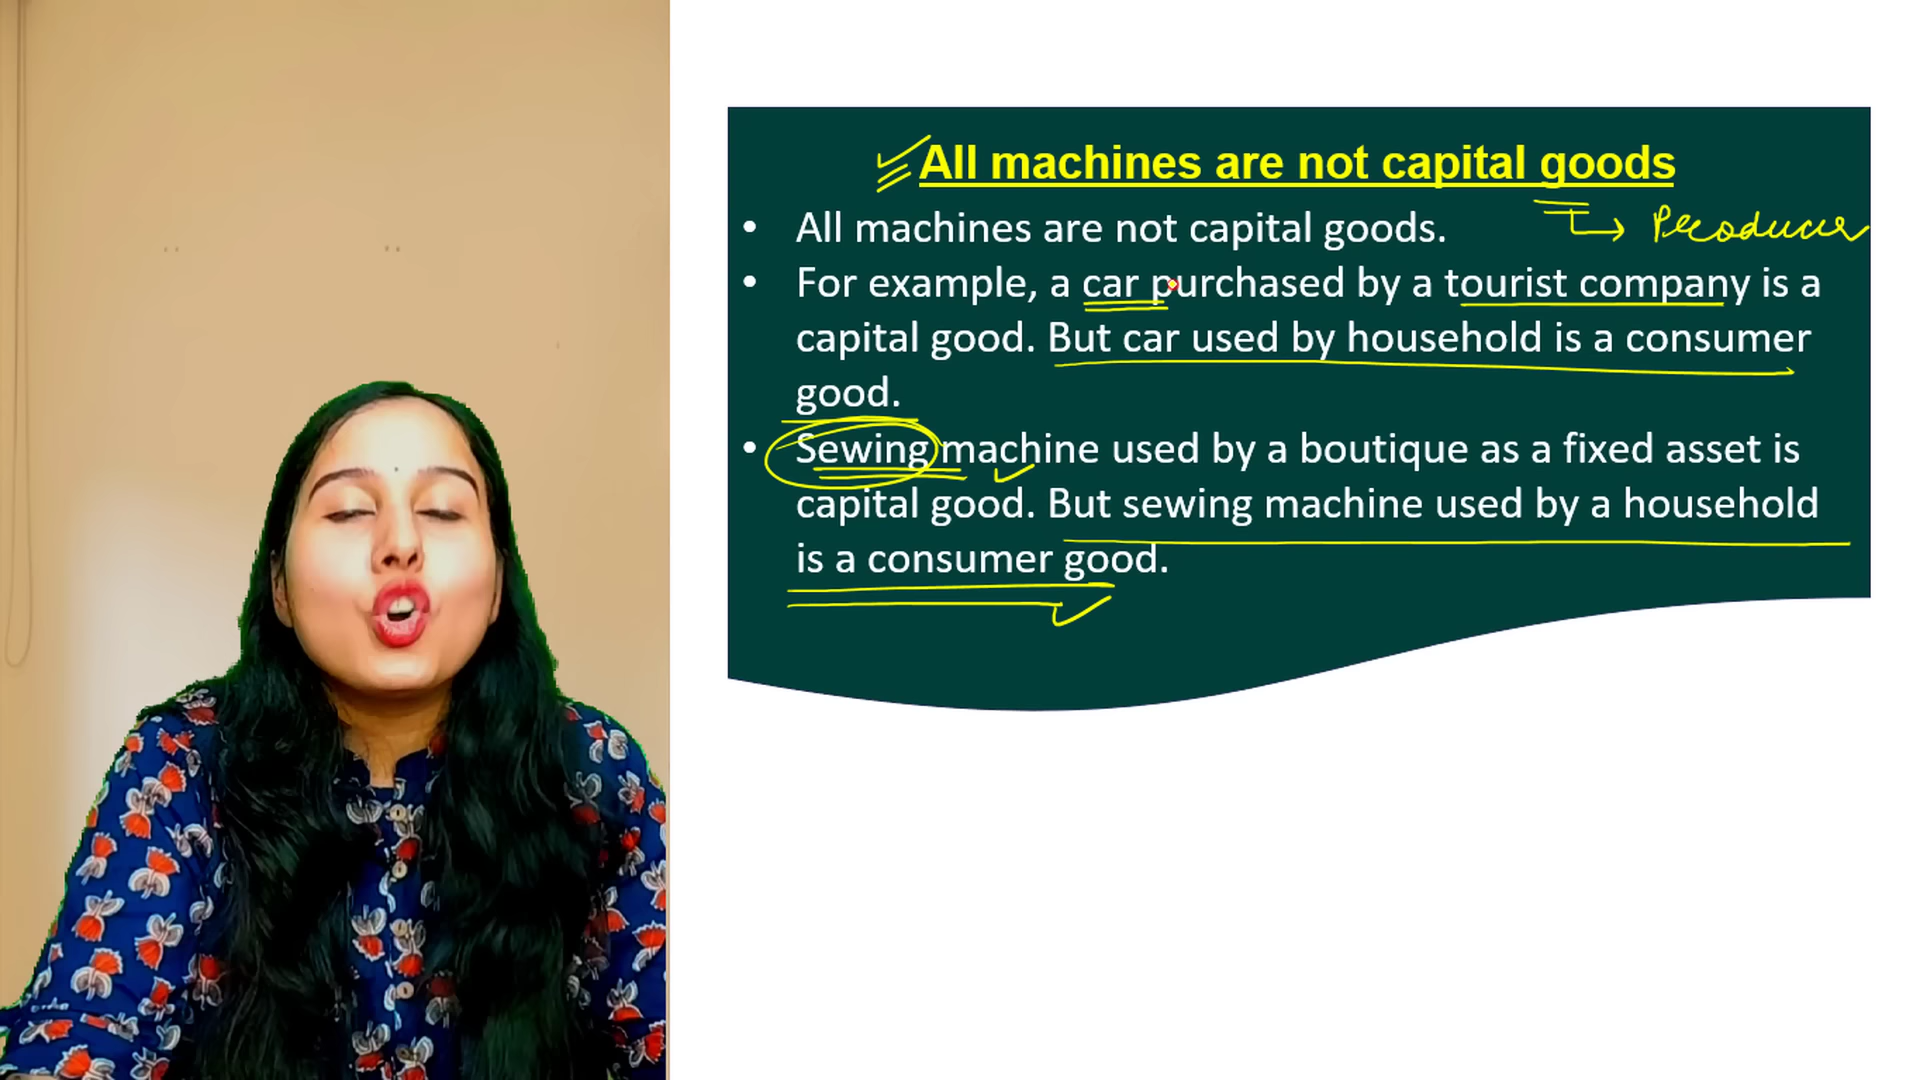 All machines are not capital goods
• All machines are not capital goods.
Producer
• For example, a car purchased by a tourist company is a
capital good. But car used by household is a consumer
good.
• Sewing machine used by a boutique as a fixed asset is
capital good. But sewing machine used by a household
is a consumer good.